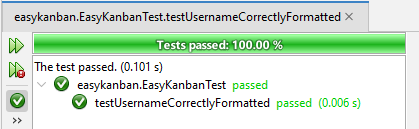 easykanban.EasyKanbanTest.testUsernameCorrectlyFormatted ×
Tests passed: 100.00 %
The test passed. (0.101 s)
easykanban.EasyKanbanTest passed
testUsernameCorrectlyFormatted passed (0.006 s)